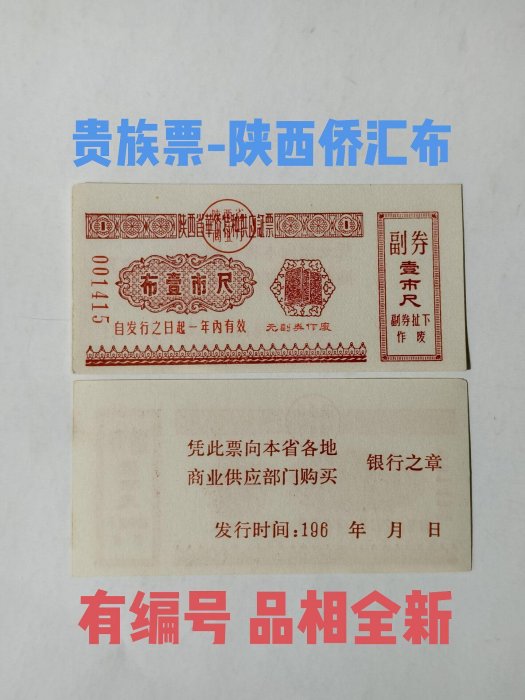 贵族票-陕西侨汇布
陕西省华侨特种供应票
001415
布壹市尺
自发行之日起一年内有效
无副券作废
副券
壹市尺
副券扯下
作废
凭此票向本省各地
商业供应部门购买
银行之章
发行时间:196 年 月 日
有编号 品相全新